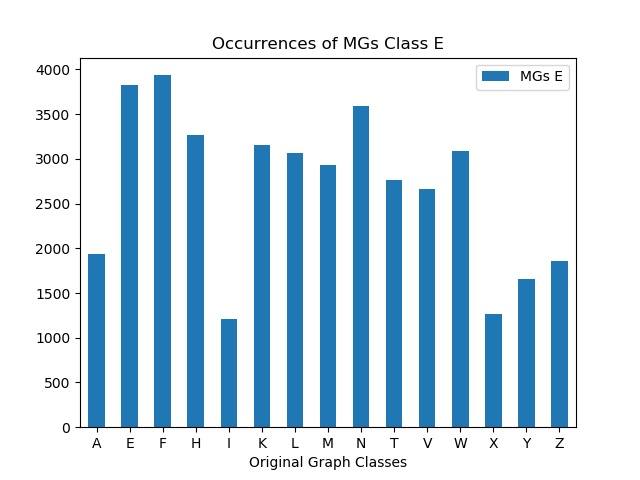 Occurrences of MGs Class E
MGs E
4000
3500
3000
2500
2000
1500
1000
500
0
A E F H I K L M N T V W X Y Z
Original Graph Classes